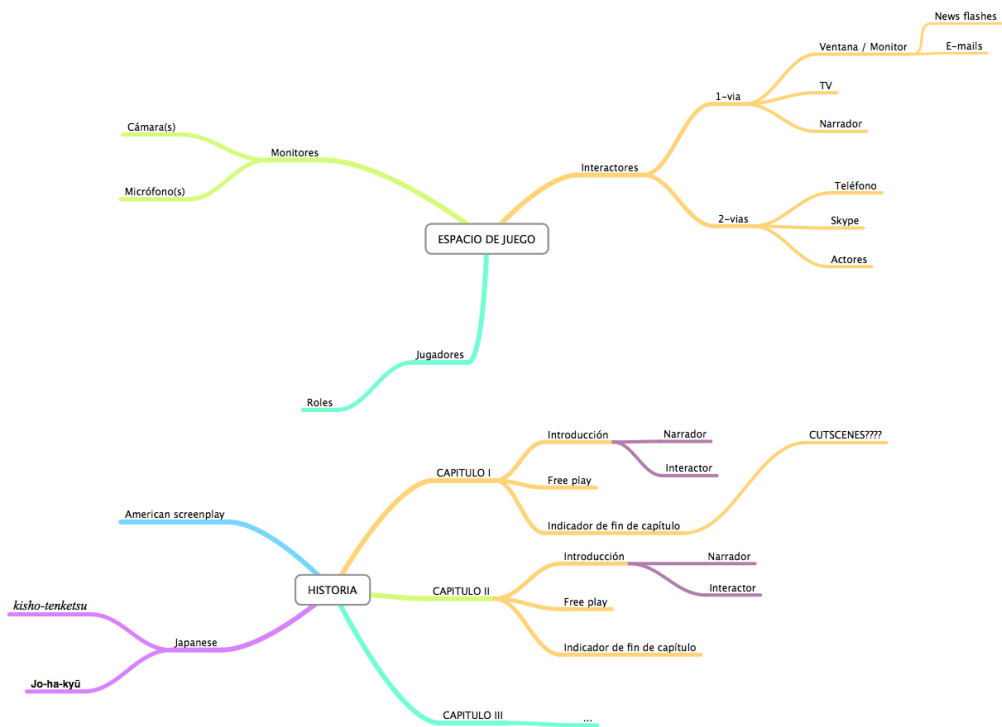 News flashes
Ventana / Monitor
E-mails
1-via
TV
Narrador
Cámara(s)
Monitores
Micrófono(s)
Interactores
Teléfono
2-vias
Skype
Actores
ESPACIO DE JUEGO
Jugadores
Roles
Introducción
Narrador
CUTSCENES????
Interactor
CAPITULO I
Free play
Indicador de fin de capítulo
American screenplay
Introducción
Narrador
Interactor
HISTORIA
CAPITULO II
Free play
kisho-tenketsu
Japanese
Indicador de fin de capítulo
Jo-ha-kyū
CAPITULO III
...